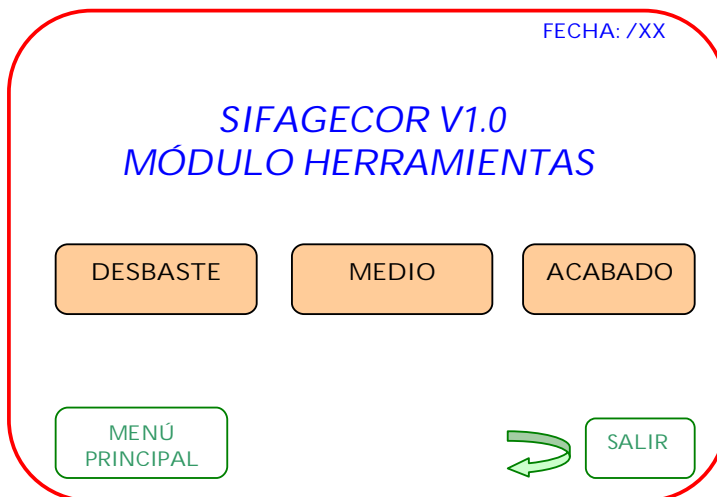 FECHA: /XX
SIFAGECOR V1.0
MÓDULO HERRAMIENTAS
DESBASTE
MEDIO
ACABADO
MENÚ
PRINCIPAL
SALIR